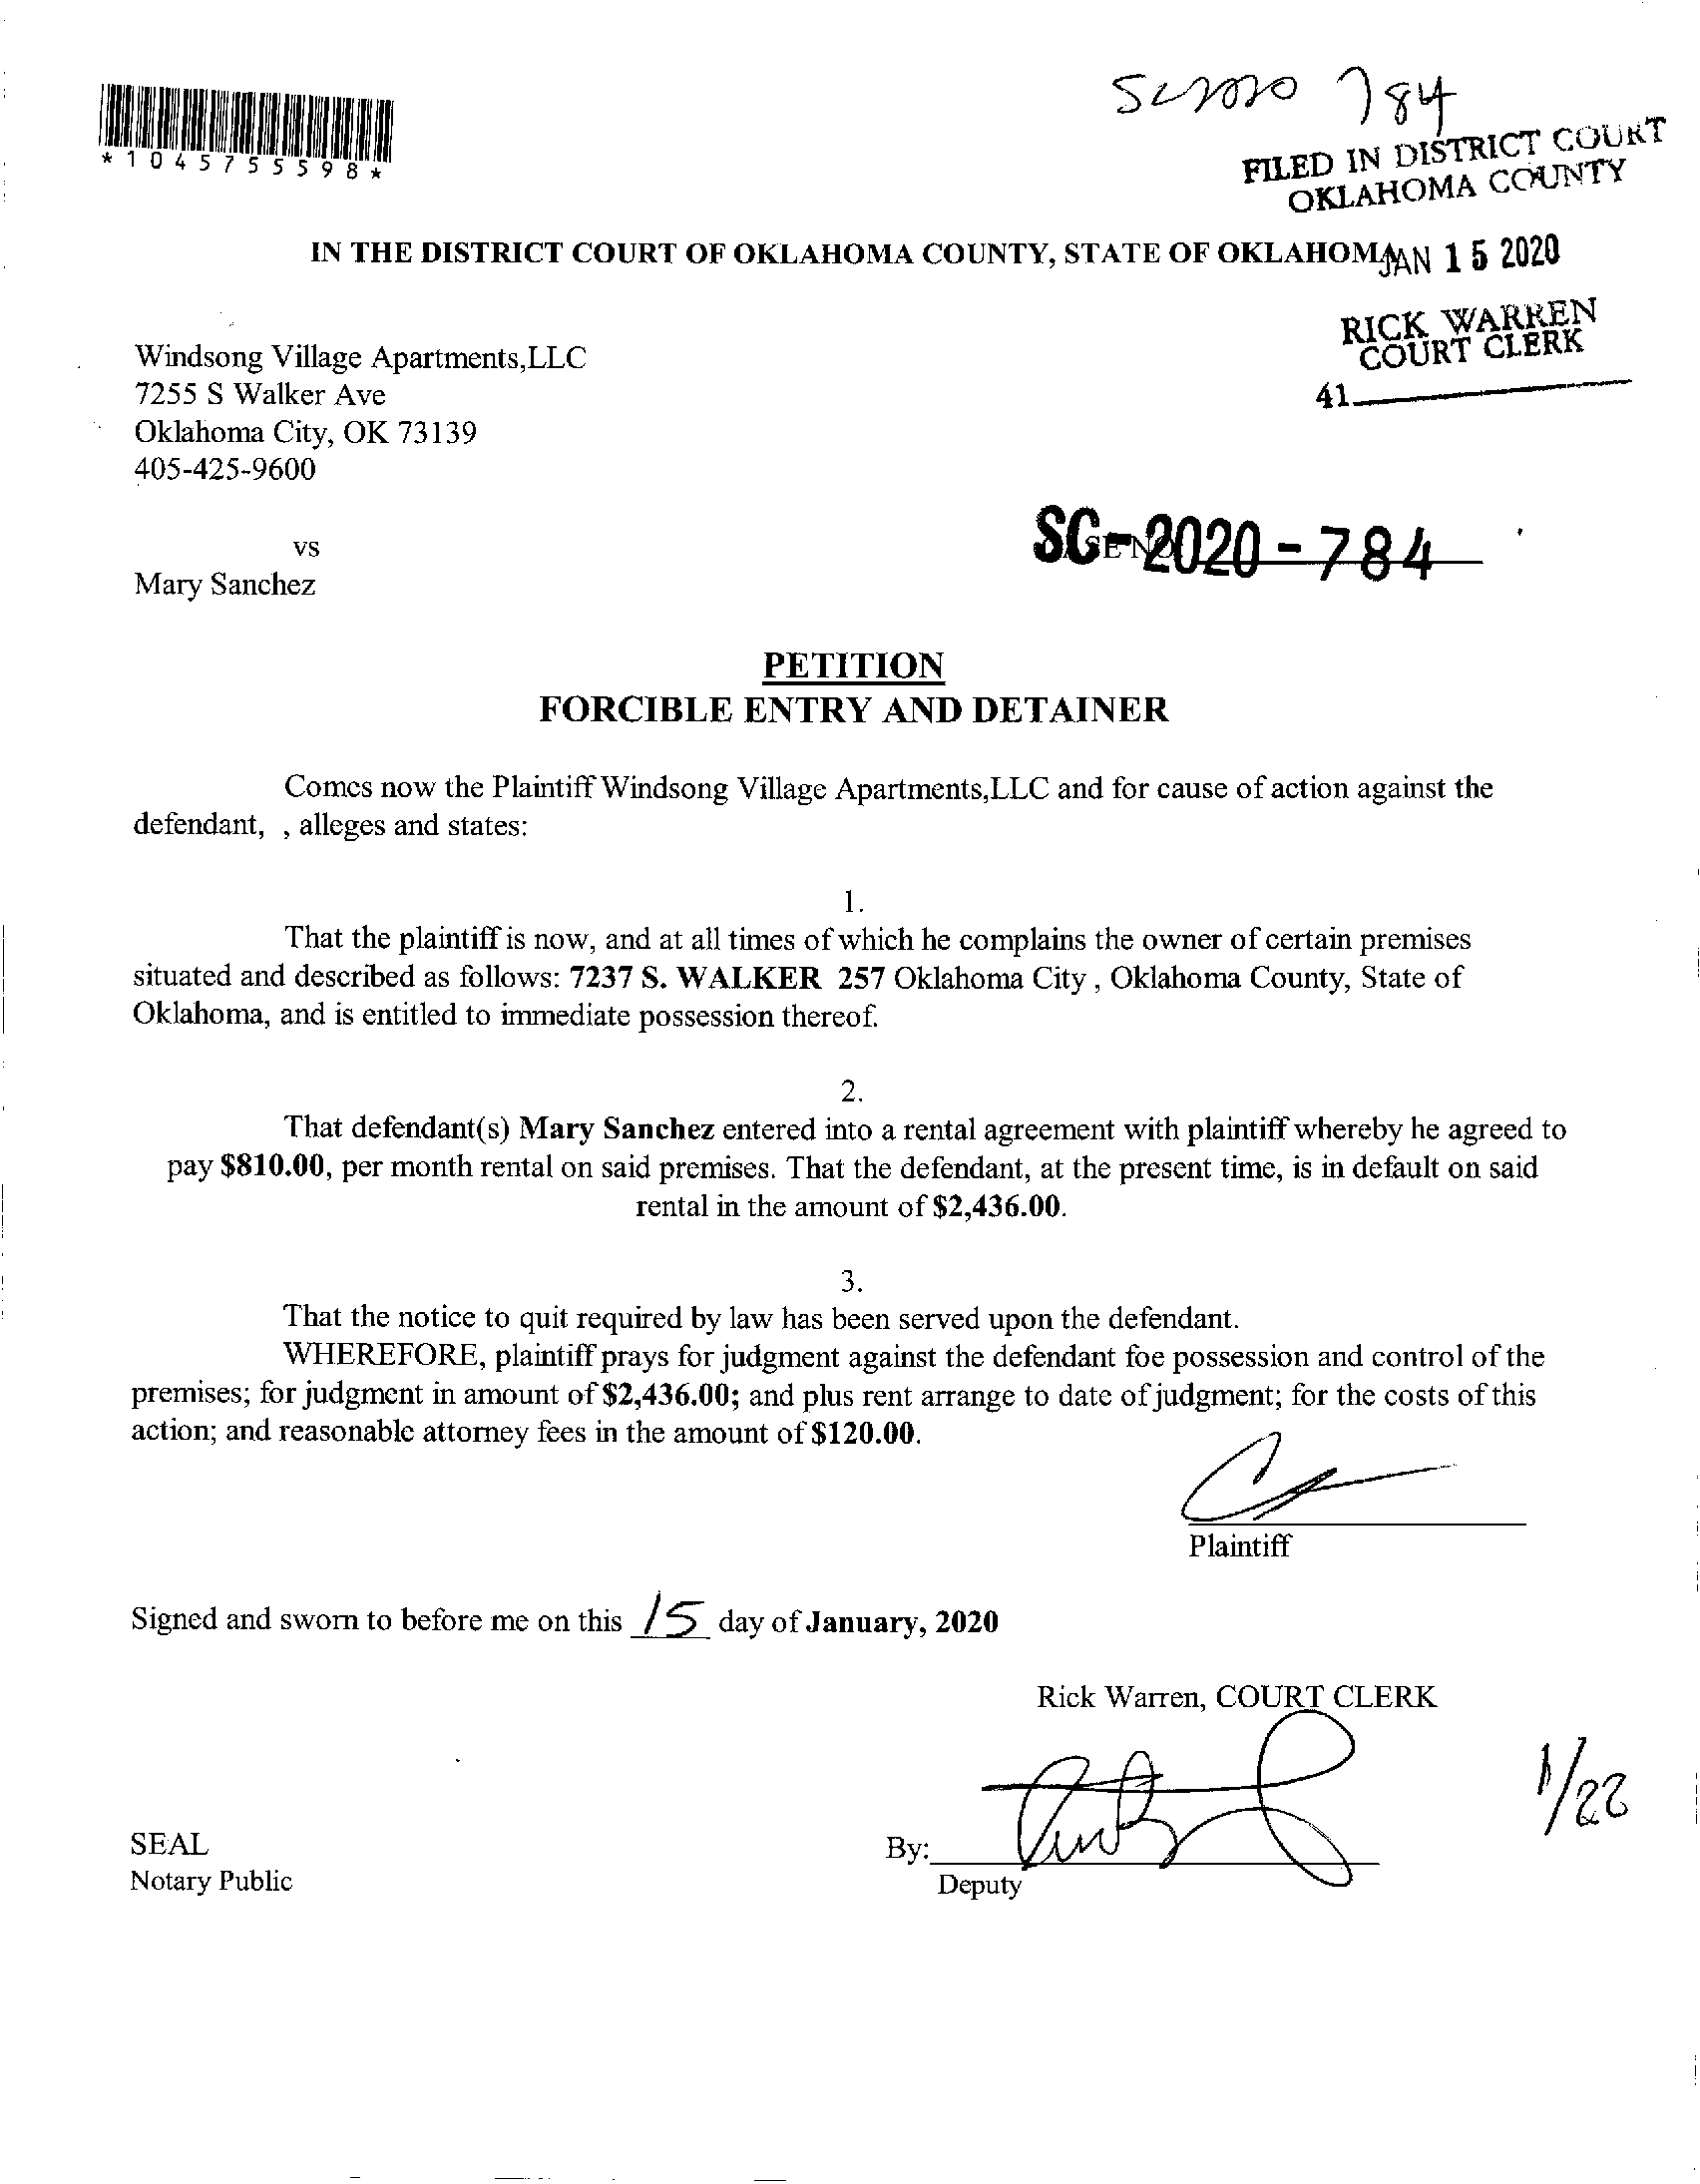 SC2020 784
*1045755598*
FILED IN DISTRICT COURT
OKLAHOMA COUNTY
IN THE DISTRICT COURT OF OKLAHOMA COUNTY, STATE OF OKLAHOMA
JAN 15 2020
RICK WARREN
COURT CLERK
41
Windsong Village Apartments,LLC
7255 S Walker Ave
Oklahoma City, OK 73139
405-425-9600
SC-2020-784
vs
Mary Sanchez
PETITION
FORCIBLE ENTRY AND DETAINER
Comes now the Plaintiff Windsong Village Apartments,LLC and for cause of action against the
defendant, , alleges and states:
1.
That the plaintiff is now, and at all times of which he complains the owner of certain premises
situated and described as follows: 7237 S. WALKER 257 Oklahoma City , Oklahoma County, State of
Oklahoma, and is entitled to immediate possession thereof.
2.
That defendant(s) Mary Sanchez entered into a rental agreement with plaintiff whereby he agreed to
pay $810.00, per month rental on said premises. That the defendant, at the present time, is in default on said
rental in the amount of $2,436.00.
3.
That the notice to quit required by law has been served upon the defendant.
WHEREFORE, plaintiff prays for judgment against the defendant foe possession and control of the
premises; for judgment in amount of $2,436.00; and plus rent arrange to date of judgment; for the costs of this
action; and reasonable attorney fees in the amount of $120.00.
Plaintiff
Signed and sworn to before me on this 15 day of January, 2020
Rick Warren, COURT CLERK
1/22
SEAL
Notary Public
By:
Deputy